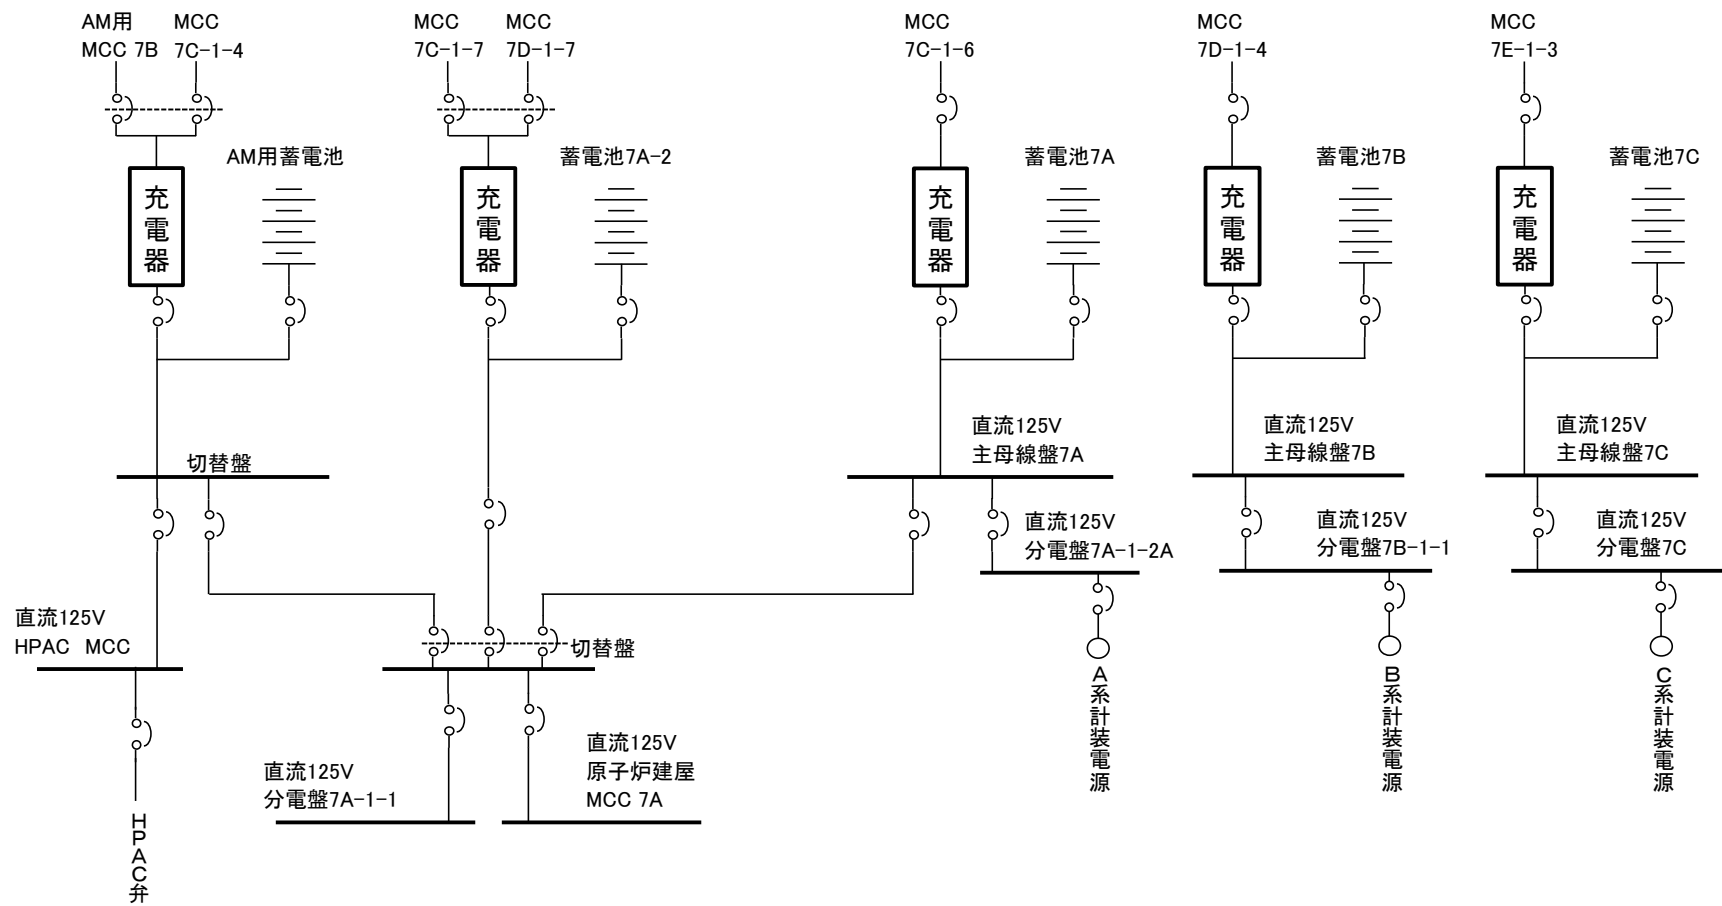 AM用
MCC 7B
MCC
7C-1-4
MCC
7C-1-7
MCC
7D-1-7
MCC
7C-1-6
MCC
7D-1-4
MCC
7E-1-3
AM用蓄電池
蓄電池7A-2
蓄電池7A
蓄電池7B
蓄電池7C
充電器
充電器
充電器
充電器
充電器
切替盤
直流125V
主母線盤7A
直流125V
主母線盤7B
直流125V
主母線盤7C
直流125V
分電盤7A-1-2A
直流125V
分電盤7B-1-1
直流125V
分電盤7C
直流125V
HPAC MCC
切替盤
A系計装電源
B系計装電源
C系計装電源
直流125V
分電盤7A-1-1
直流125V
原子炉建屋
MCC 7A
HPAC弁